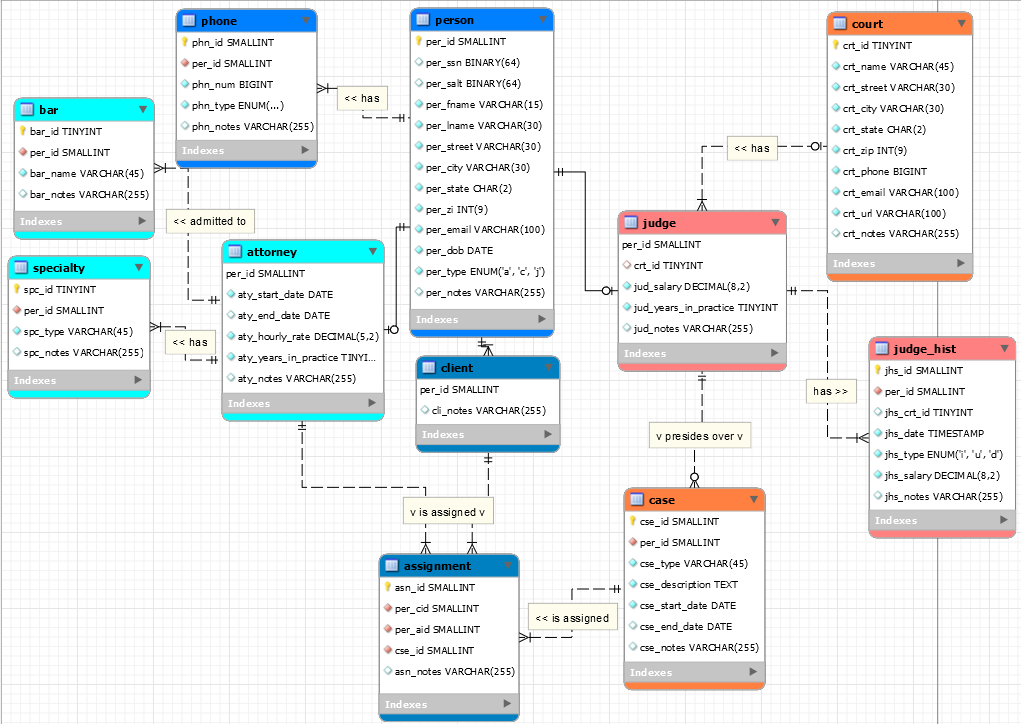 phone
phn_id SMALLINT
per_id SMALLINT
phn_num BIGINT
phn_type ENUM(...)
phn_notes VARCHAR(255)
Indexes
person
per_id SMALLINT
per_ssn BINARY(64)
per_salt BINARY(64)
per_fname VARCHAR(15)
per_lname VARCHAR(30)
per_street VARCHAR(30)
per_city VARCHAR(30)
per_state CHAR(2)
per_zi INT(9)
per_email VARCHAR(100)
per_dob DATE
per_type ENUM('a', 'c', 'j')
per_notes VARCHAR(255)
Indexes
court
crt_id TINYINT
crt_name VARCHAR(45)
crt_street VARCHAR(30)
crt_city VARCHAR(30)
crt_state CHAR(2)
crt_zip INT(9)
crt_phone BIGINT
crt_email VARCHAR(100)
crt_url VARCHAR(100)
crt_notes VARCHAR(255)
Indexes
bar
bar_id TINYINT
per_id SMALLINT
bar_name VARCHAR(45)
bar_notes VARCHAR(255)
Indexes
<< has
<< has
<< admitted to
judge
per_id SMALLINT
crt_id TINYINT
jud_salary DECIMAL(8,2)
jud_years_in_practice TINYINT
jud_notes VARCHAR(255)
Indexes
attorney
per_id SMALLINT
aty_start_date DATE
aty_end_date DATE
aty_hourly_rate DECIMAL(5,2)
aty_years_in_practice TINYI...
aty_notes VARCHAR(255)
Indexes
specialty
spc_id TINYINT
per_id SMALLINT
spc_type VARCHAR(45)
spc_notes VARCHAR(255)
Indexes
<< has
client
per_id SMALLINT
cli_notes VARCHAR(255)
Indexes
judge_hist
jhs_id SMALLINT
per_id SMALLINT
jhs_crt_id TINYINT
jhs_date TIMESTAMP
jhs_type ENUM('i', 'u', 'd')
jhs_salary DECIMAL(8,2)
jhs_notes VARCHAR(255)
Indexes
has >>
v presides over v
v is assigned v
case
cse_id SMALLINT
per_id SMALLINT
cse_type VARCHAR(45)
cse_description TEXT
cse_start_date DATE
cse_end_date DATE
cse_notes VARCHAR(255)
Indexes
assignment
asn_id SMALLINT
per_cid SMALLINT
per_aid SMALLINT
cse_id SMALLINT
asn_notes VARCHAR(255)
Indexes
<< is assigned